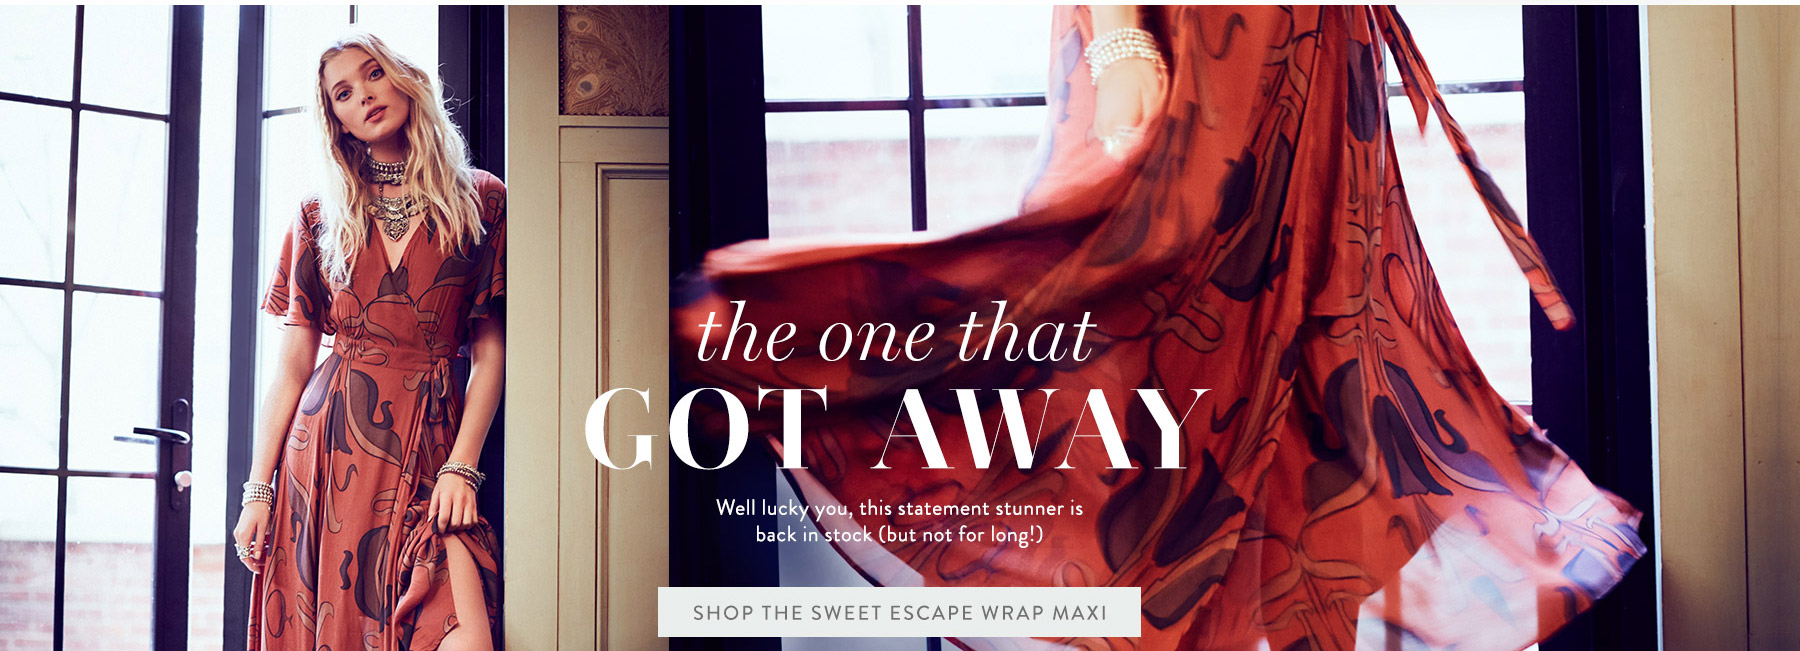 the one that
GOT AWAY
Well lucky you, this statement stunner is
back in stock (but not for long!)
SHOP THE SWEET ESCAPE WRAP MAXI